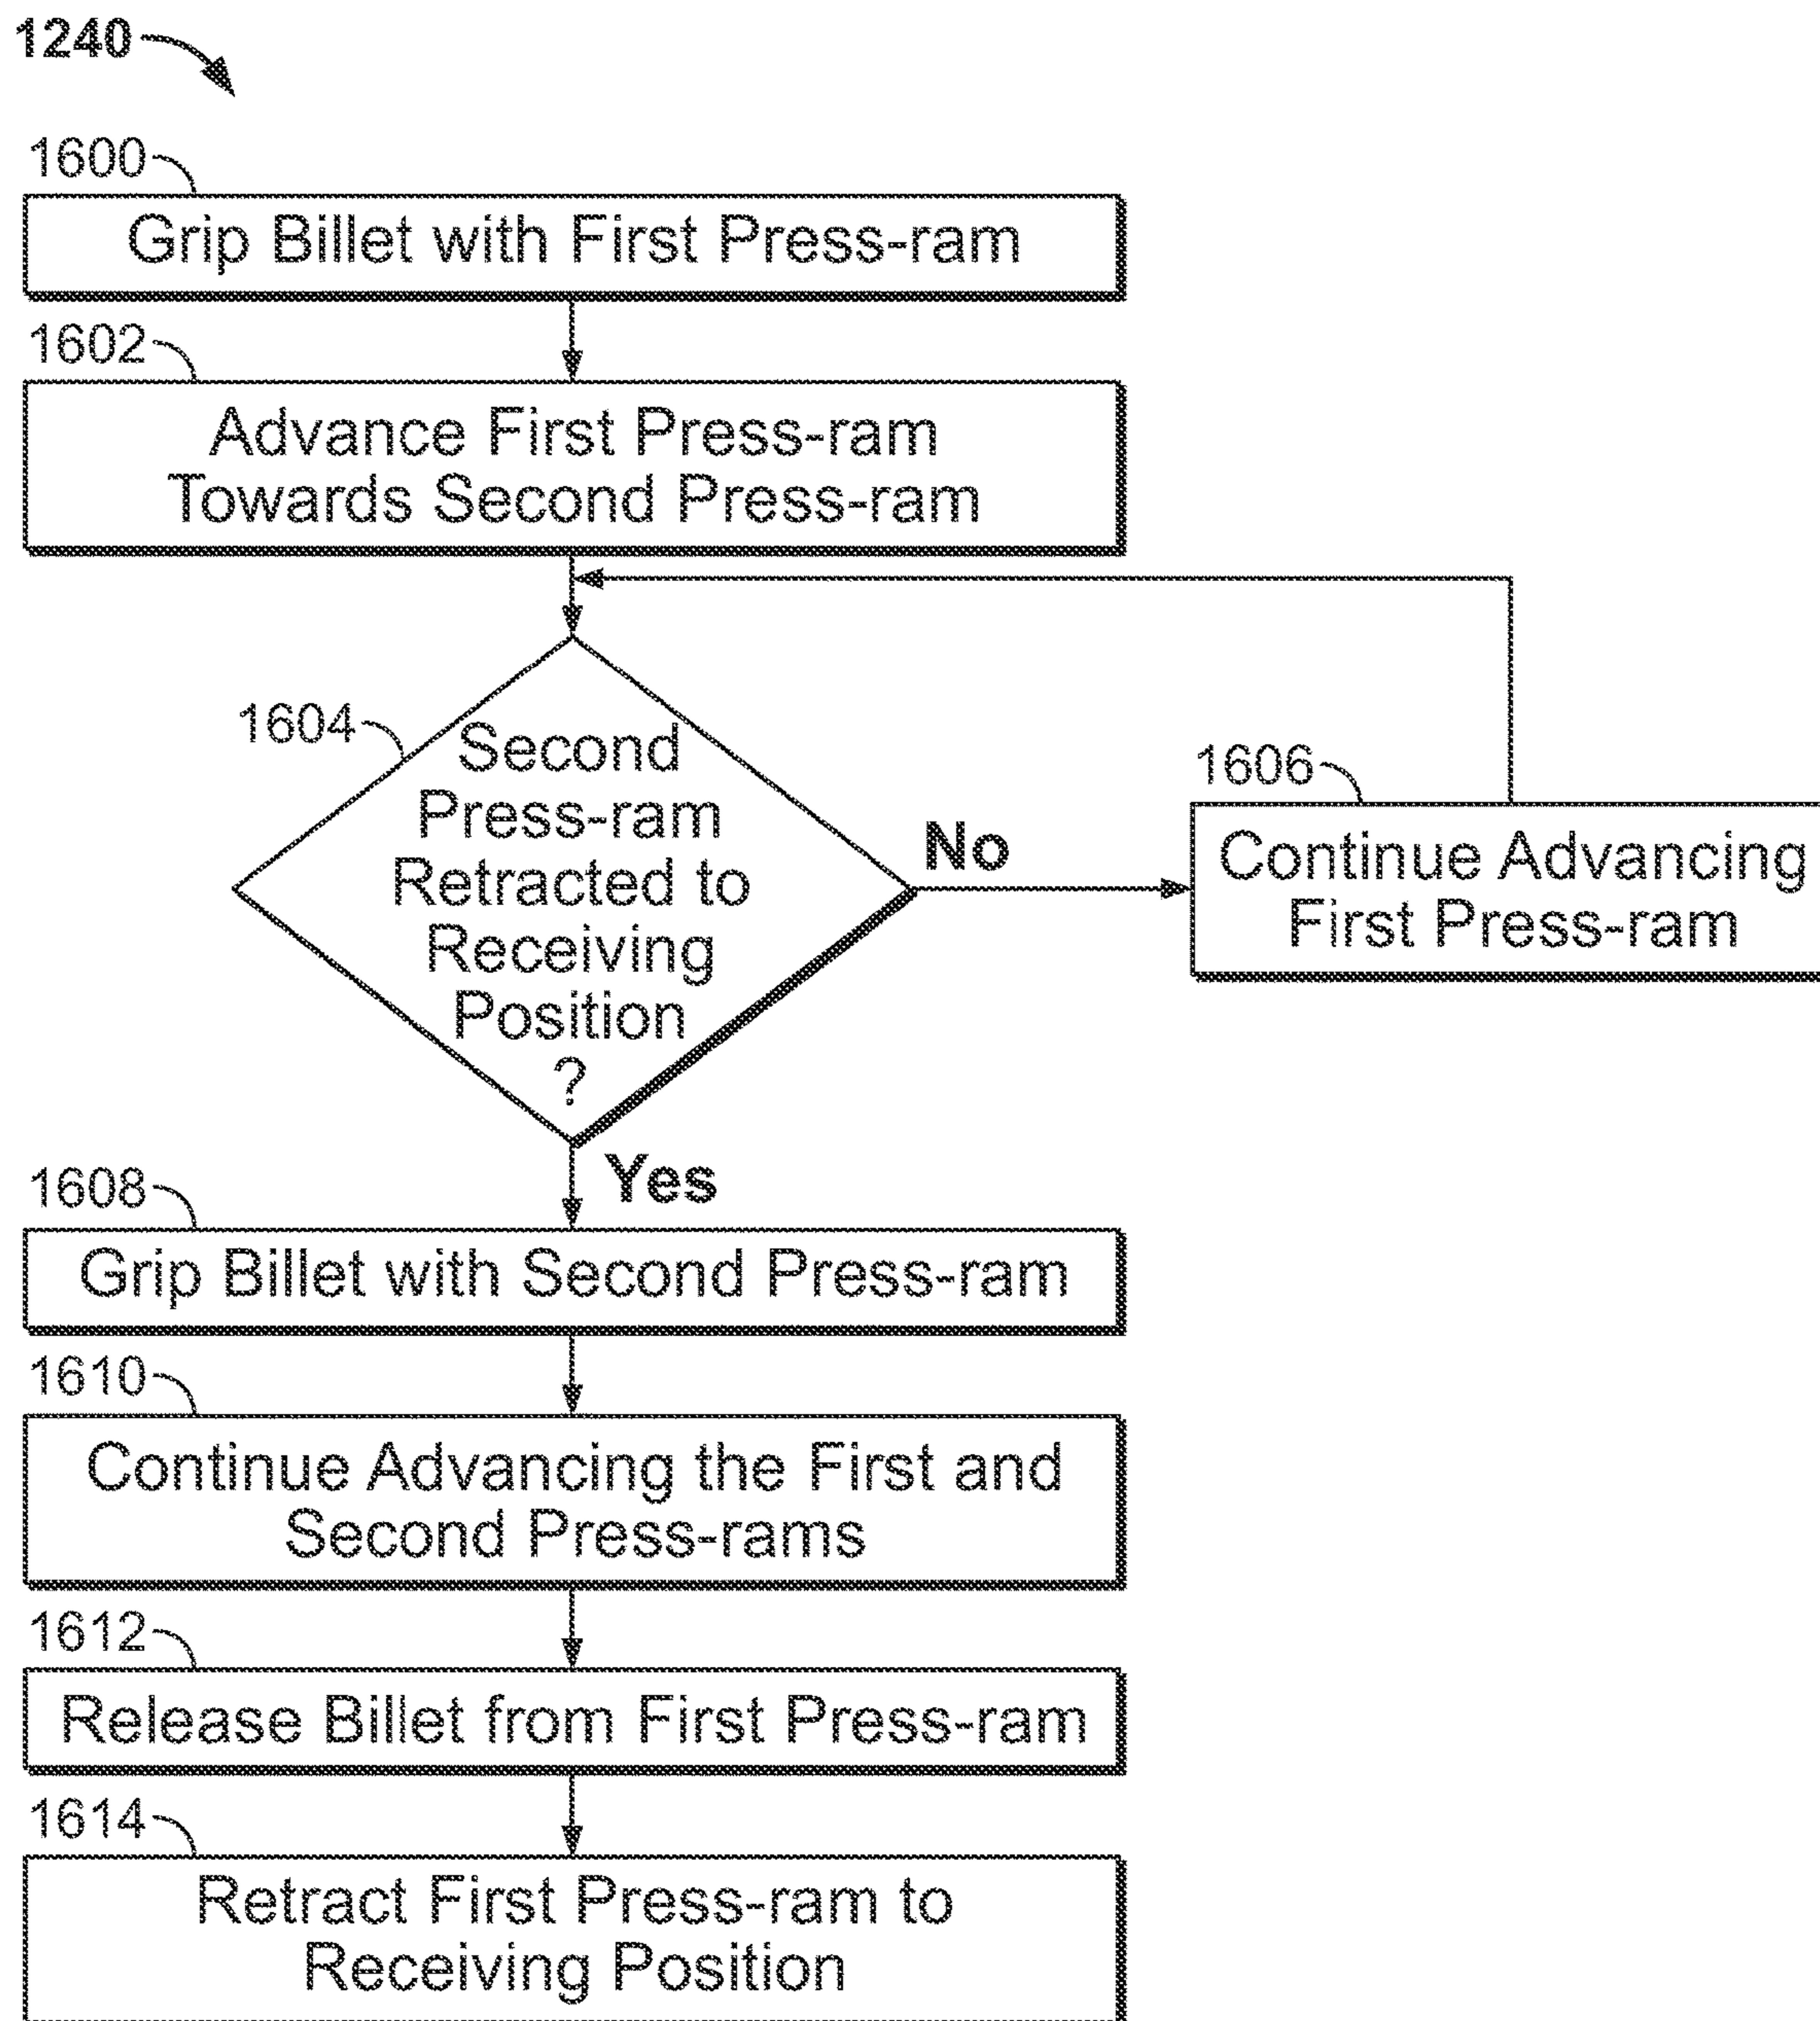 1240
1600
Grip Billet with First Press-ram
1602
Advance First Press-ram
Towards Second Press-ram
1604
Second
Press-ram
Retracted to
Receiving
Position
?
No
1606
Continue Advancing
First Press-ram
Yes
1608
Grip Billet with Second Press-ram
1610
Continue Advancing the First and
Second Press-rams
1612
Release Billet from First Press-ram
1614
Retract First Press-ram to
Receiving Position